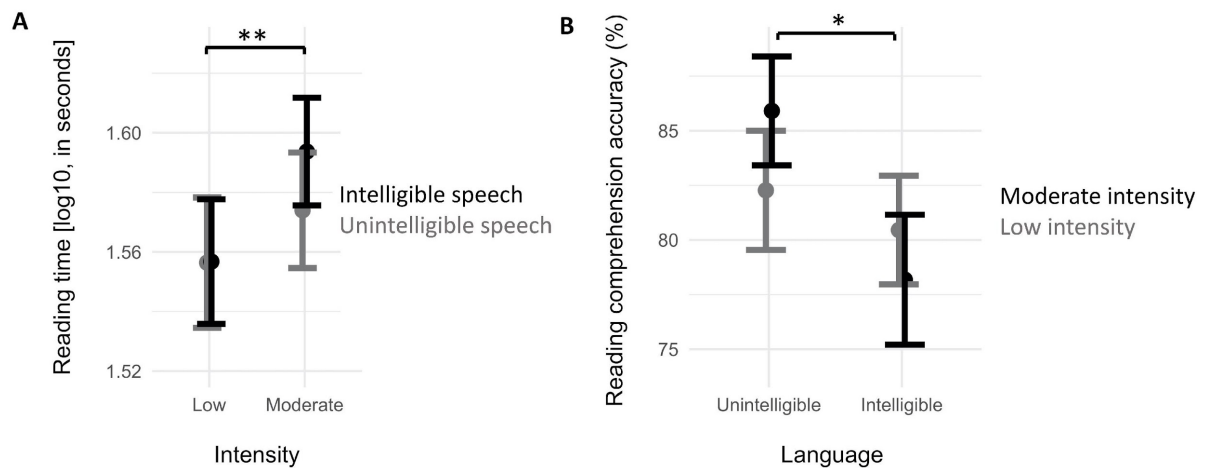 A
Reading time [log10, in seconds]
**
1.60
1.56
1.52
Low
Moderate
Intensity
Intelligible speech
Unintelligible speech
B
Reading comprehension accuracy (%)
*
85
80
75
Unintelligible
Intelligible
Language
Moderate intensity
Low intensity